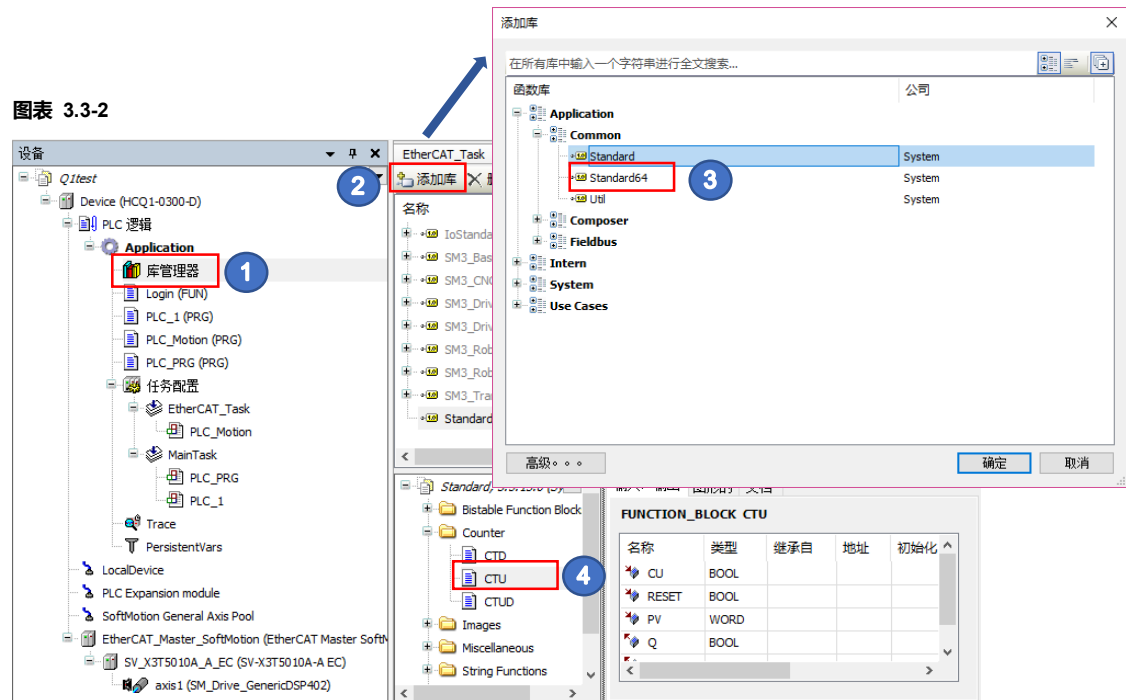 图表 3.3-2
设备
Q1test
Device (HCQ1-0300-D)
PLC 逻辑
Application
库管理器
1
Login (FUN)
PLC_1 (PRG)
PLC_Motion (PRG)
PLC_PRG (PRG)
任务配置
EtherCAT_Task
PLC_Motion
MainTask
PLC_PRG
PLC_1
Trace
PersistentVars
LocalDevice
PLC Expansion module
SoftMotion General Axis Pool
EtherCAT_Master_SoftMotion (EtherCAT Master Soft
SV_X3T5010A_A_EC (SV-X3T5010A-A EC)
axis1 (SM_Drive_GenericDSP402)
EtherCAT_Task
2
添加库
名称
IoStanda
SM3_Bas
SM3_CNC
SM3_Driv
SM3_Driv
SM3_Rob
SM3_Rob
SM3_Tra
Standard
添加库
在所有库中输入一个字符串进行全文搜索...
函数库 公司
Application
Common
Standard System
Standard64 System
3
Util System
Composer
Fieldbus
Intern
System
Use Cases
高级。。。
确定 取消
Bistable Function Block
Counter
CTD
CTU
4
CTUD
Images
Miscellaneous
String Functions
FUNCTION_BLOCK CTU
名称 类型 继承自 地址 初始化
CU BOOL
RESET BOOL
PV WORD
Q BOOL